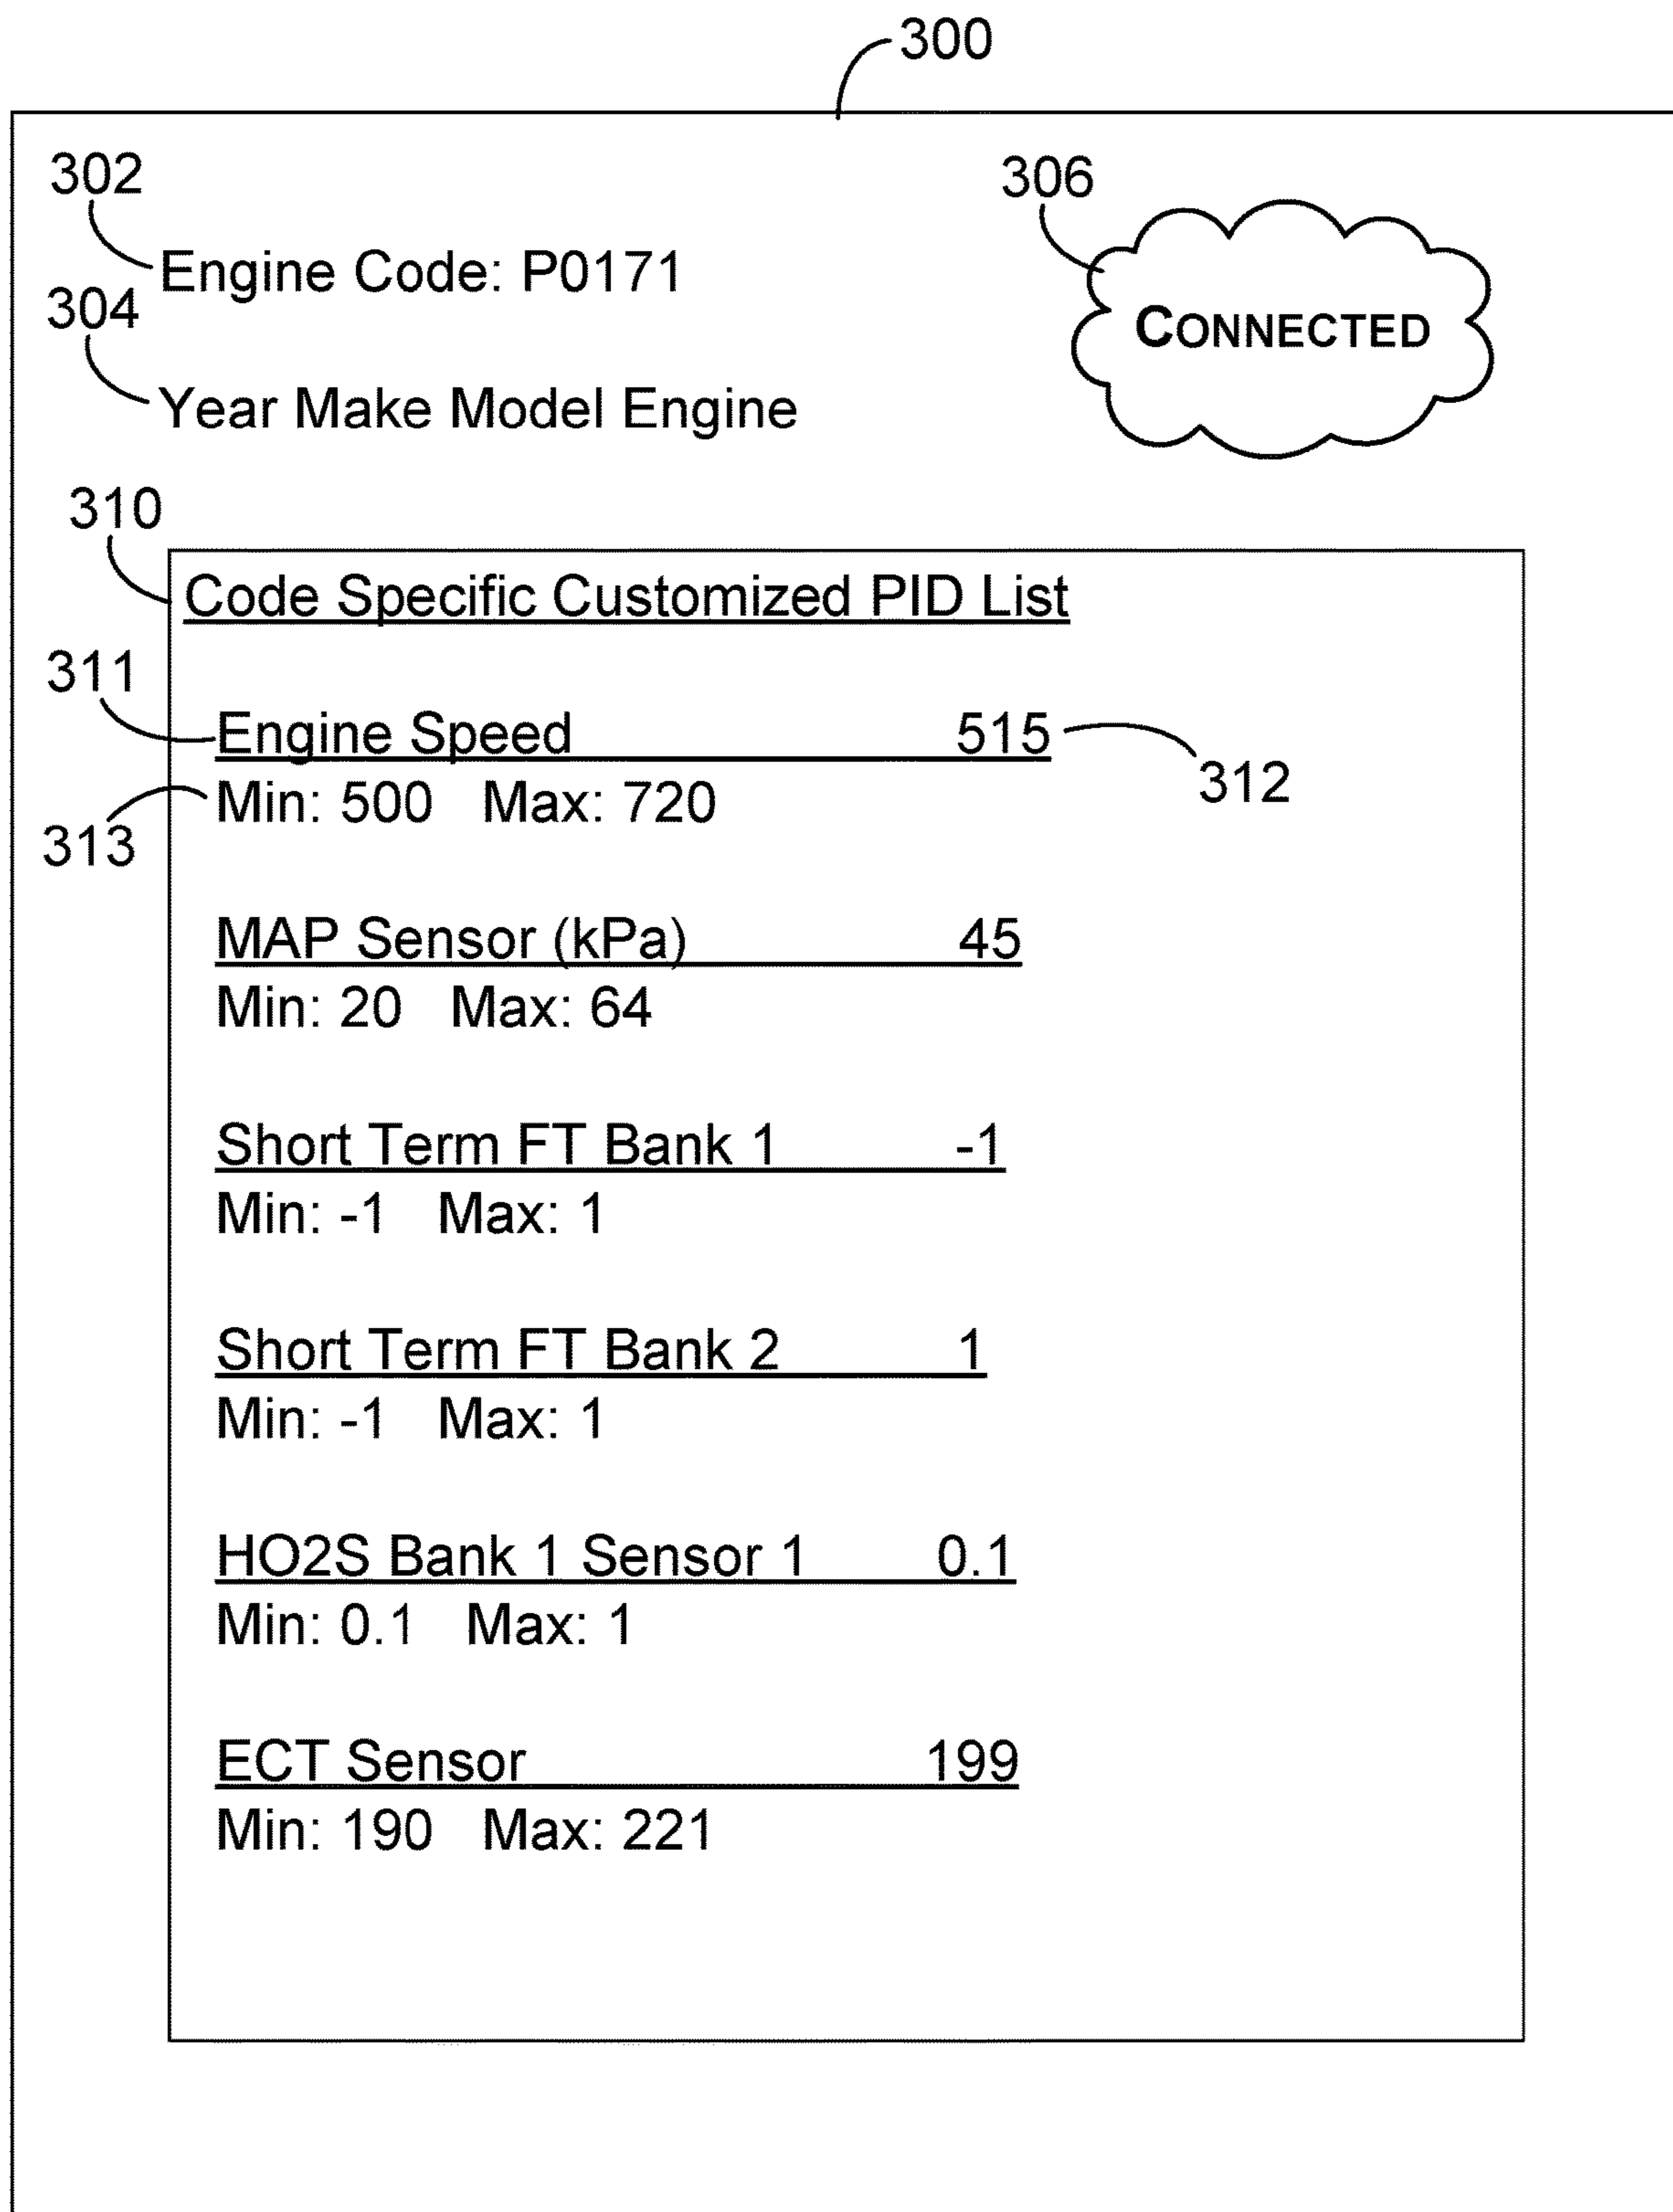 300
302
306
Engine Code: P0171
304
CONNECTED
Year Make Model Engine
310
Code Specific Customized PID List
311
Engine Speed 515
312
Min: 500 Max: 720
313
MAP Sensor (kPa) 45
Min: 20 Max: 64
Short Term FT Bank 1 -1
Min: -1 Max: 1
Short Term FT Bank 2 1
Min: -1 Max: 1
HO2S Bank 1 Sensor 1 0.1
Min: 0.1 Max: 1
ECT Sensor 199
Min: 190 Max: 221